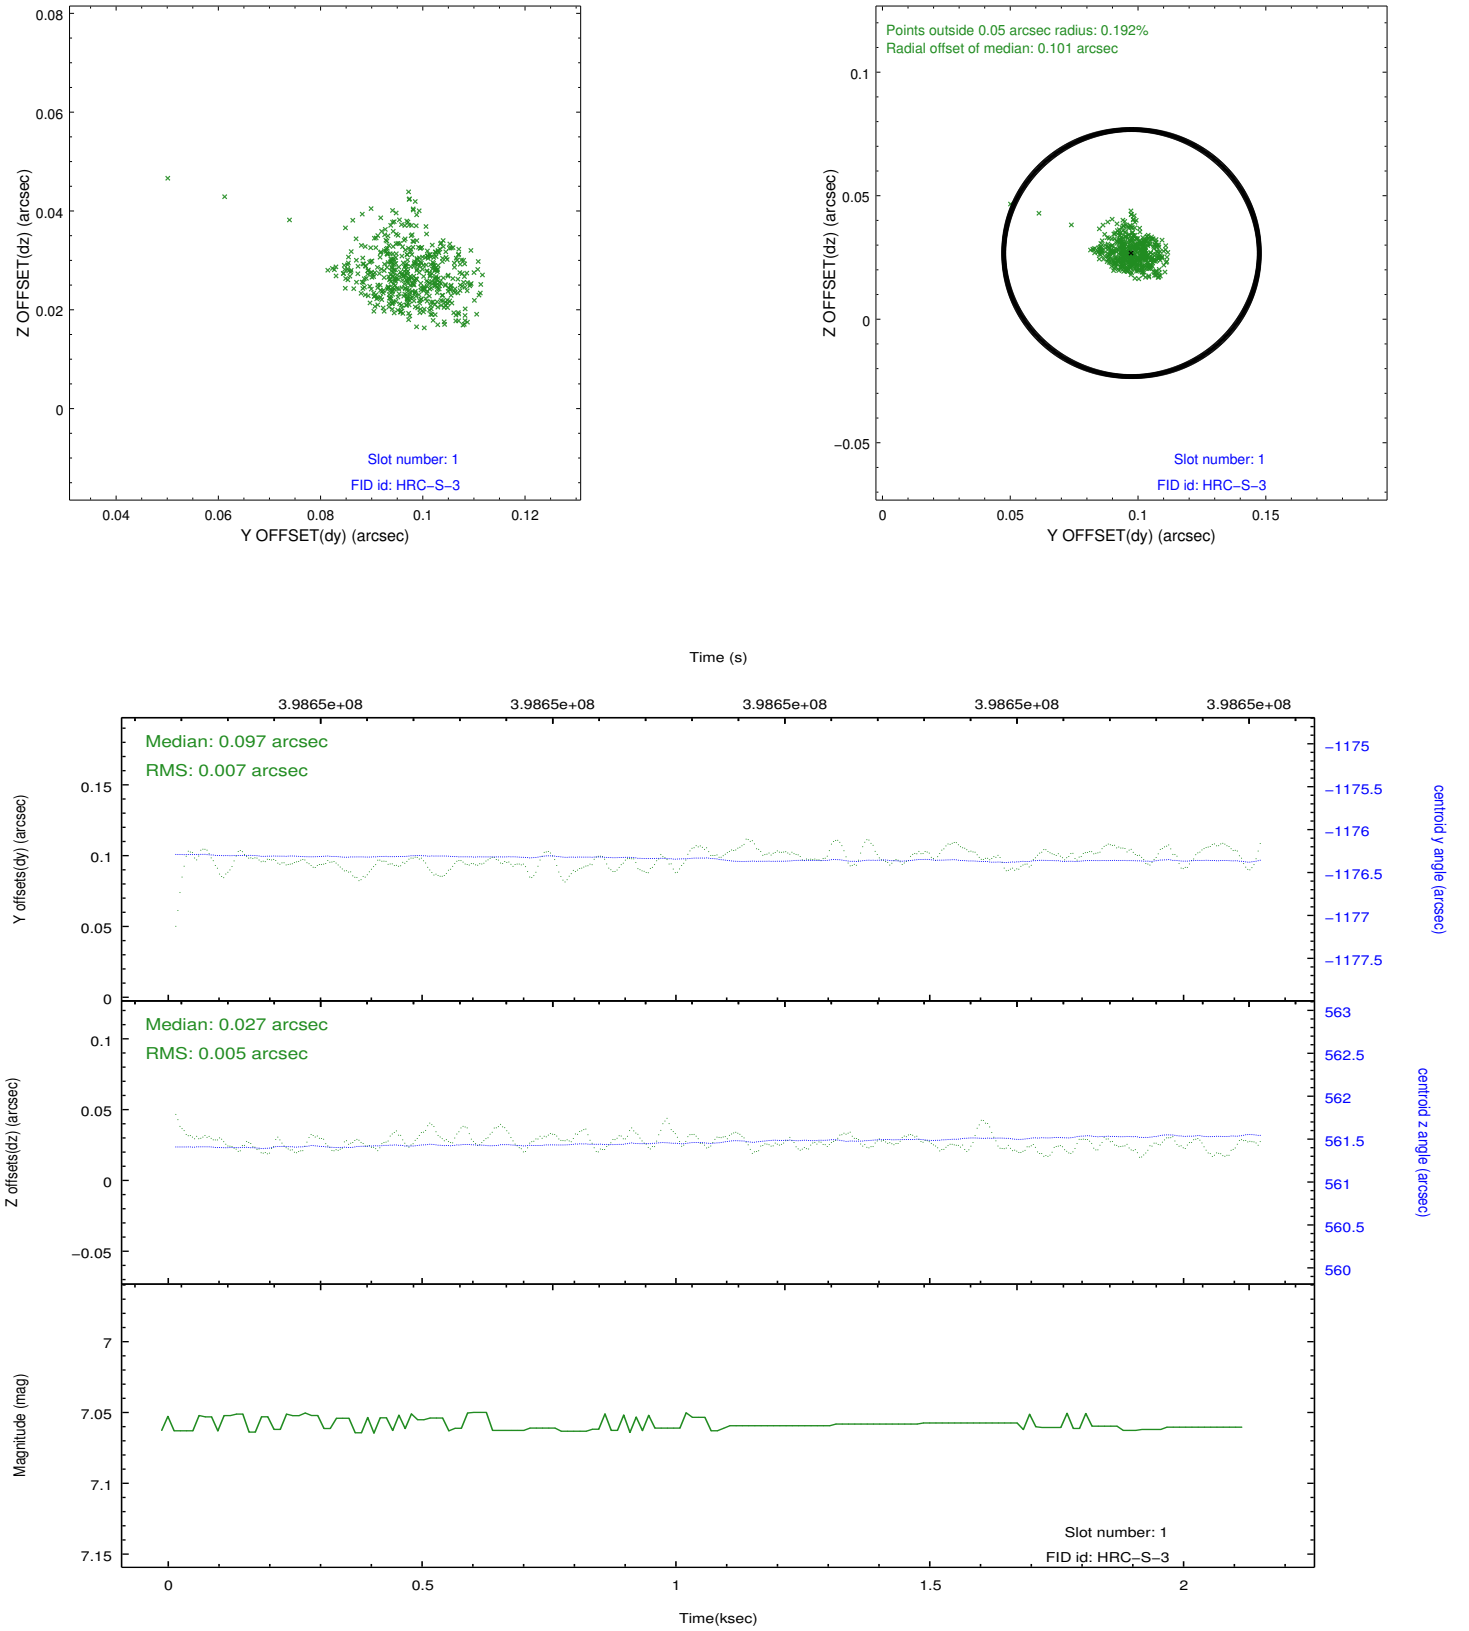 0.08
0.06
0.04
0.02
0
Z OFFSET(dz) (arcsec)
Slot number: 1
FID id: HRC−S−3
0.04 0.06 0.08 0.1 0.12
Y OFFSET(dy) (arcsec)
Points outside 0.05 arcsec radius: 0.192%
Radial offset of median: 0.101 arcsec
0.1
0.05
0
−0.05
Z OFFSET(dz) (arcsec)
Slot number: 1
FID id: HRC−S−3
0 0.05 0.1 0.15
Y OFFSET(dy) (arcsec)
Time (s)
3.9865e+08 3.9865e+08 3.9865e+08 3.9865e+08 3.9865e+08
Median: 0.097 arcsec
RMS: 0.007 arcsec
0.15
0.1
0.05
0
Y offsets(dy) (arcsec)
−1175
−1175.5
−1176
−1176.5
−1177
−1177.5
centroid y angle (arcsec)
Median: 0.027 arcsec
RMS: 0.005 arcsec
0.1
0.05
0
−0.05
Z offsets(dz) (arcsec)
563
562.5
562
561.5
561
560.5
560
centroid z angle (arcsec)
7
7.05
7.1
7.15
Magnitude (mag)
Slot number: 1
FID id: HRC−S−3
0 0.5 1 1.5 2
Time(ksec)